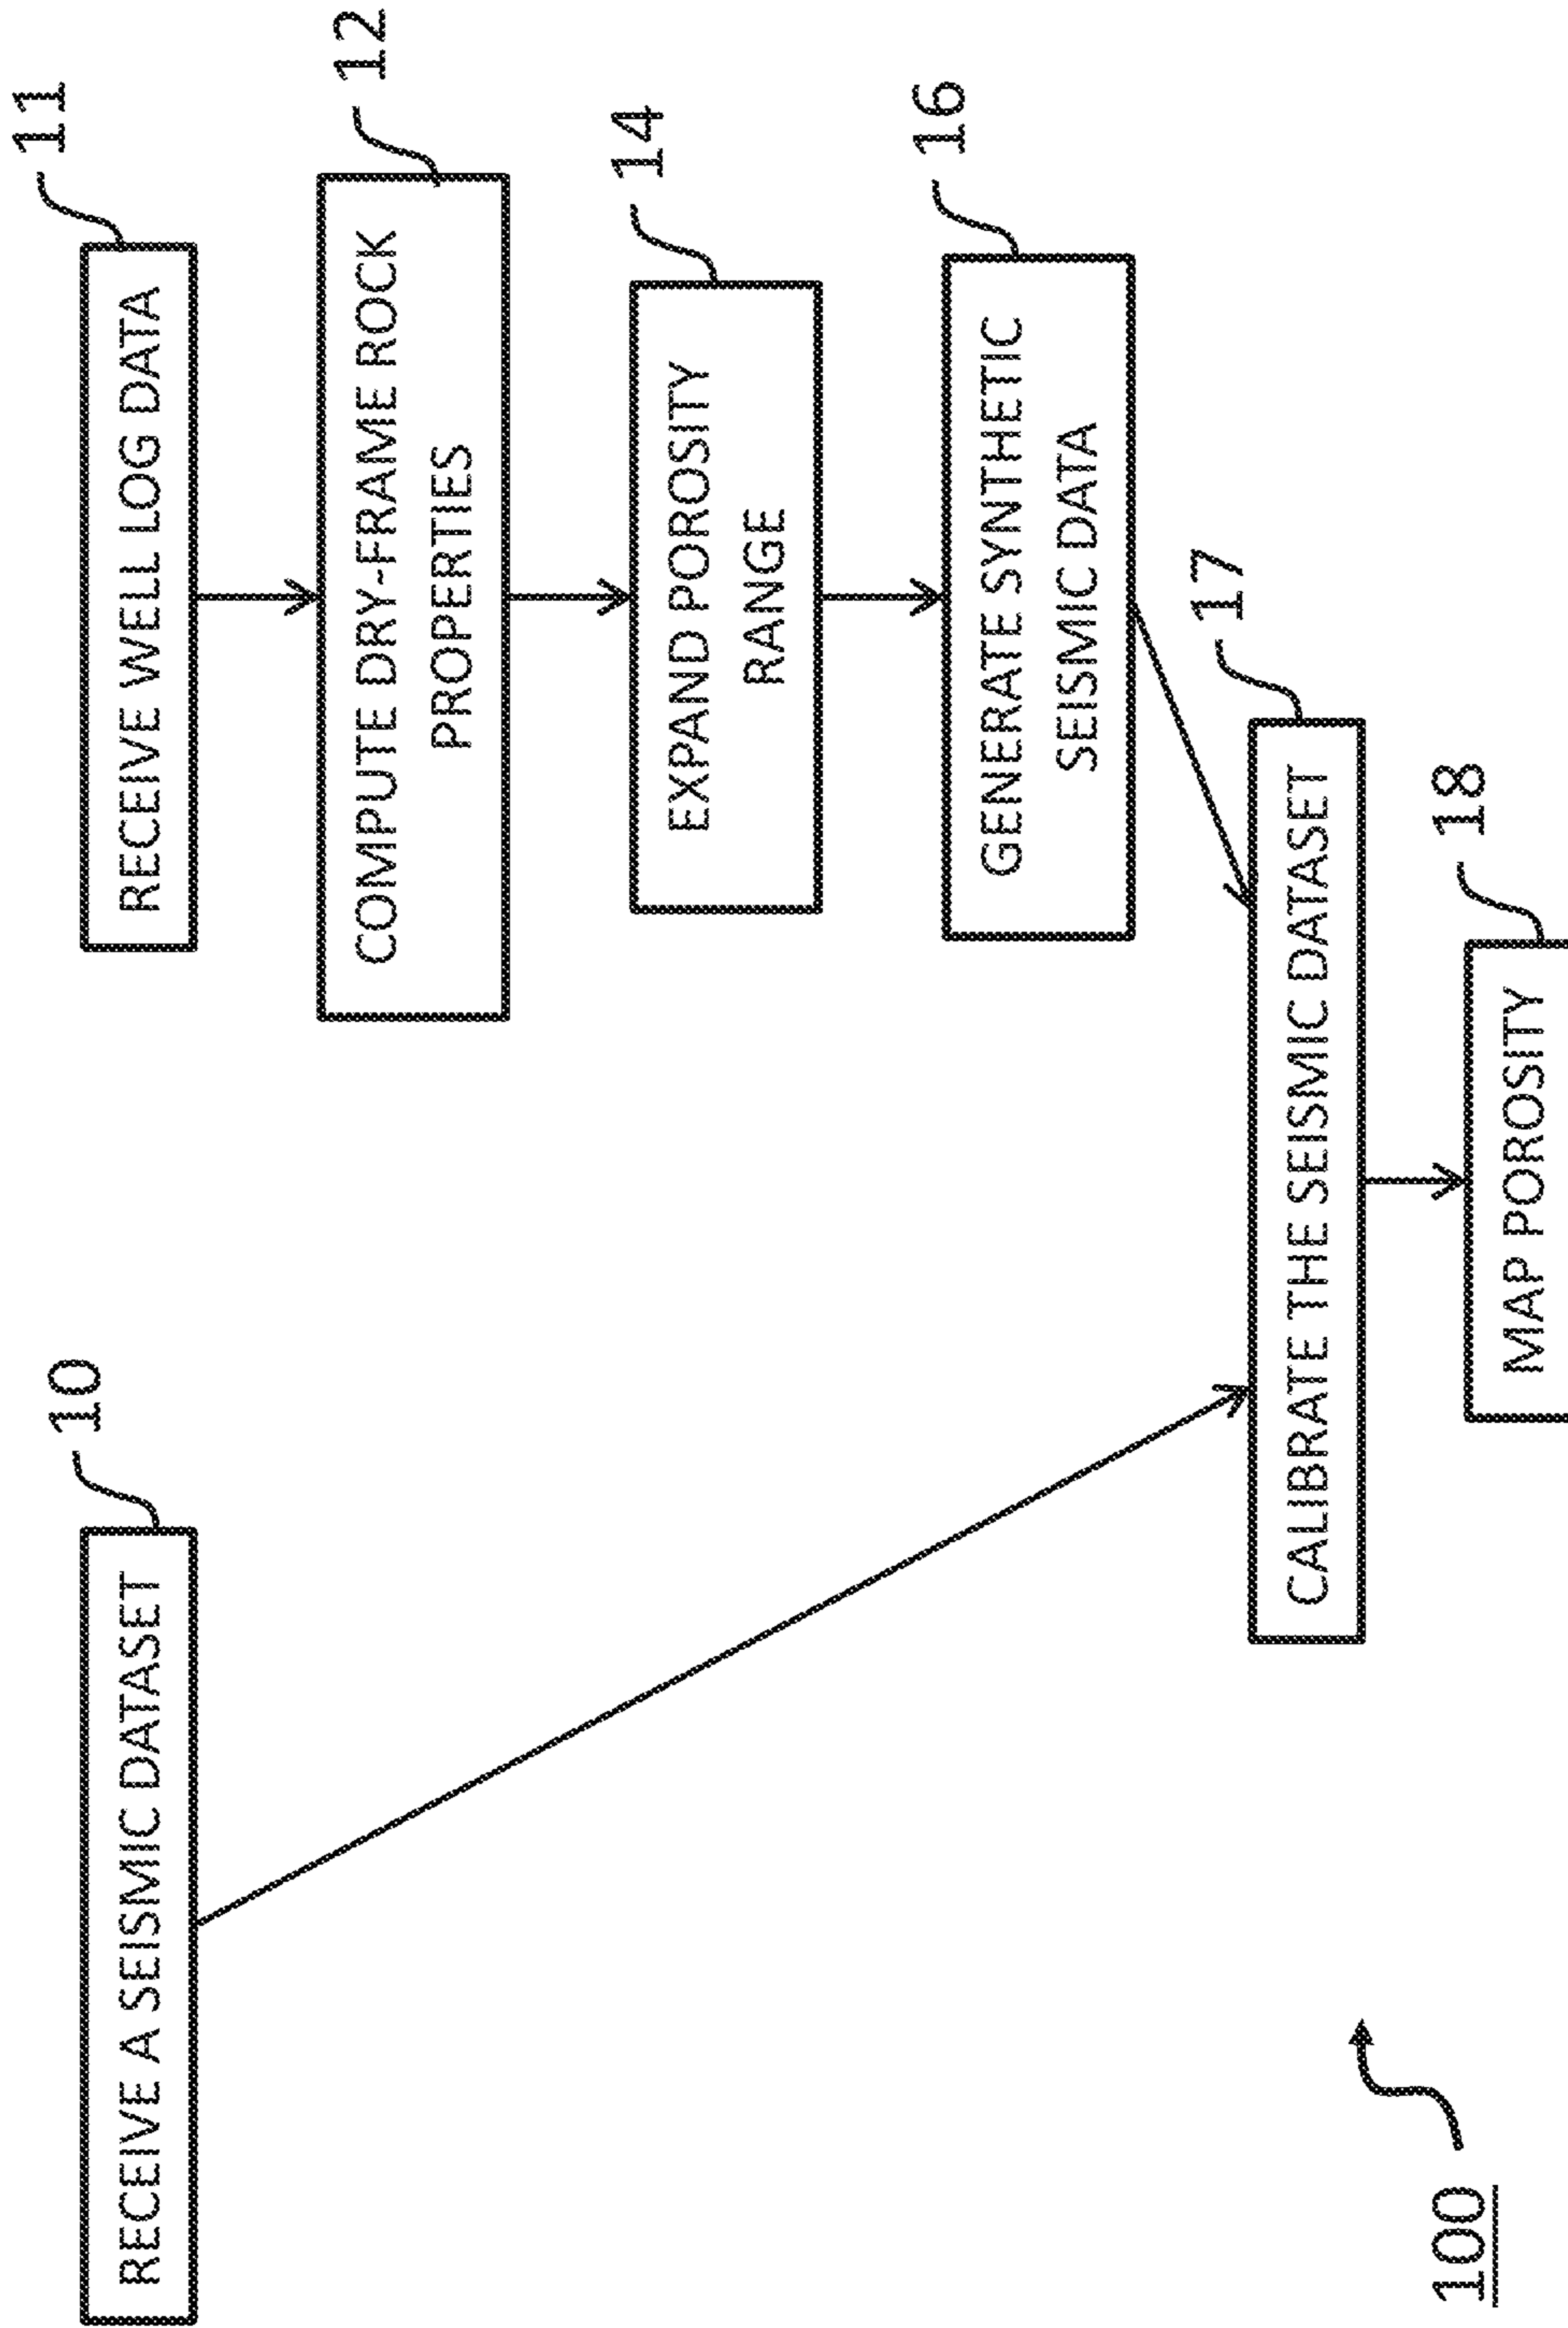 10
RECEIVE A SEISMIC DATASET
11
RECEIVE WELL LOG DATA
12
COMPUTE DRY-FRAME ROCK
PROPERTIES
14
EXPAND POROSITY
RANGE
16
GENERATE SYNTHETIC
SEISMIC DATA
17
CALIBRATE THE SEISMIC DATASET
18
MAP POROSITY
100